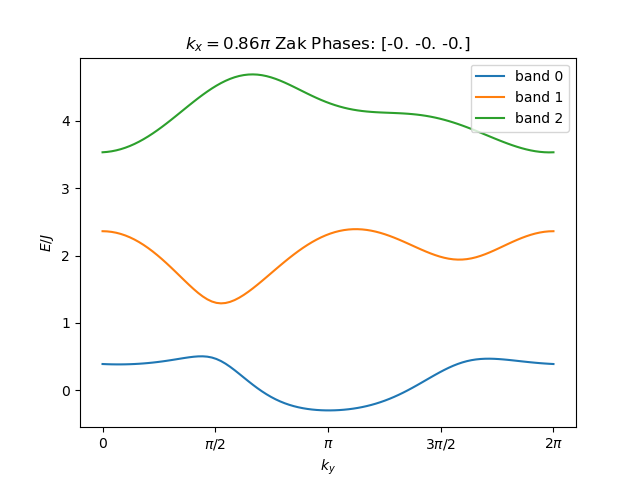 $k_x = 0.86\pi$ Zak Phases: [-0. -0. -0.]
band 0
band 1
band 2
E/J
4
3
2
1
0
0
π/2
π
3π/2
2π
$k_y$